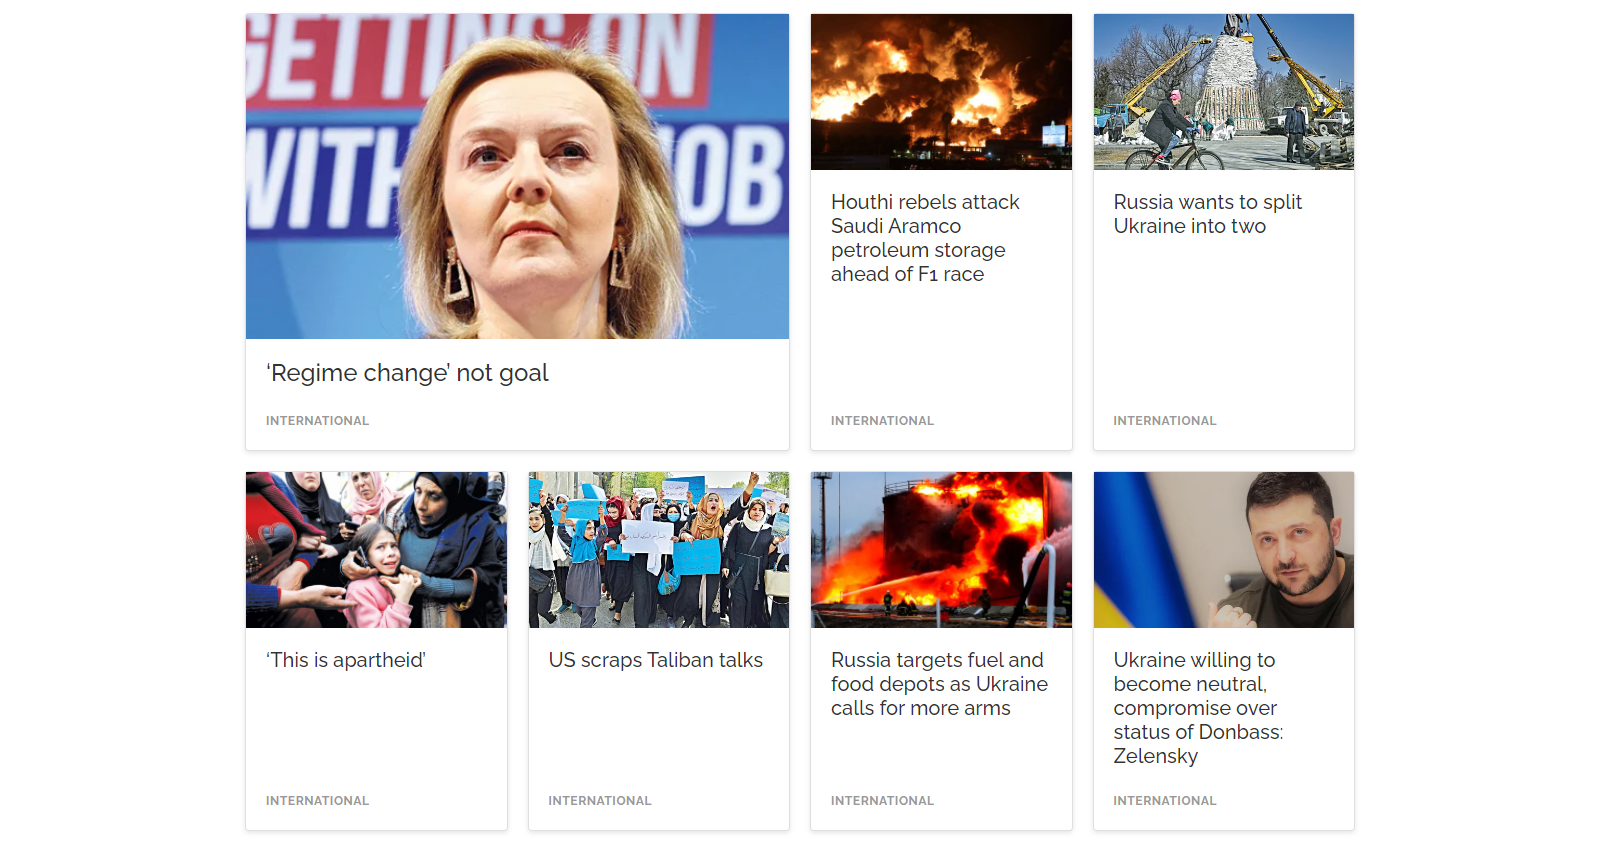 GETTING ON
WITH
JOB
‘Regime change’ not goal
INTERNATIONAL
Houthi rebels attack
Saudi Aramco
petroleum storage
ahead of F1 race
INTERNATIONAL
Russia wants to split
Ukraine into two
INTERNATIONAL
‘This is apartheid’
INTERNATIONAL
US scraps Taliban talks
INTERNATIONAL
Russia targets fuel and
food depots as Ukraine
calls for more arms
INTERNATIONAL
Ukraine willing to
become neutral,
compromise over
status of Donbass:
Zelensky
INTERNATIONAL